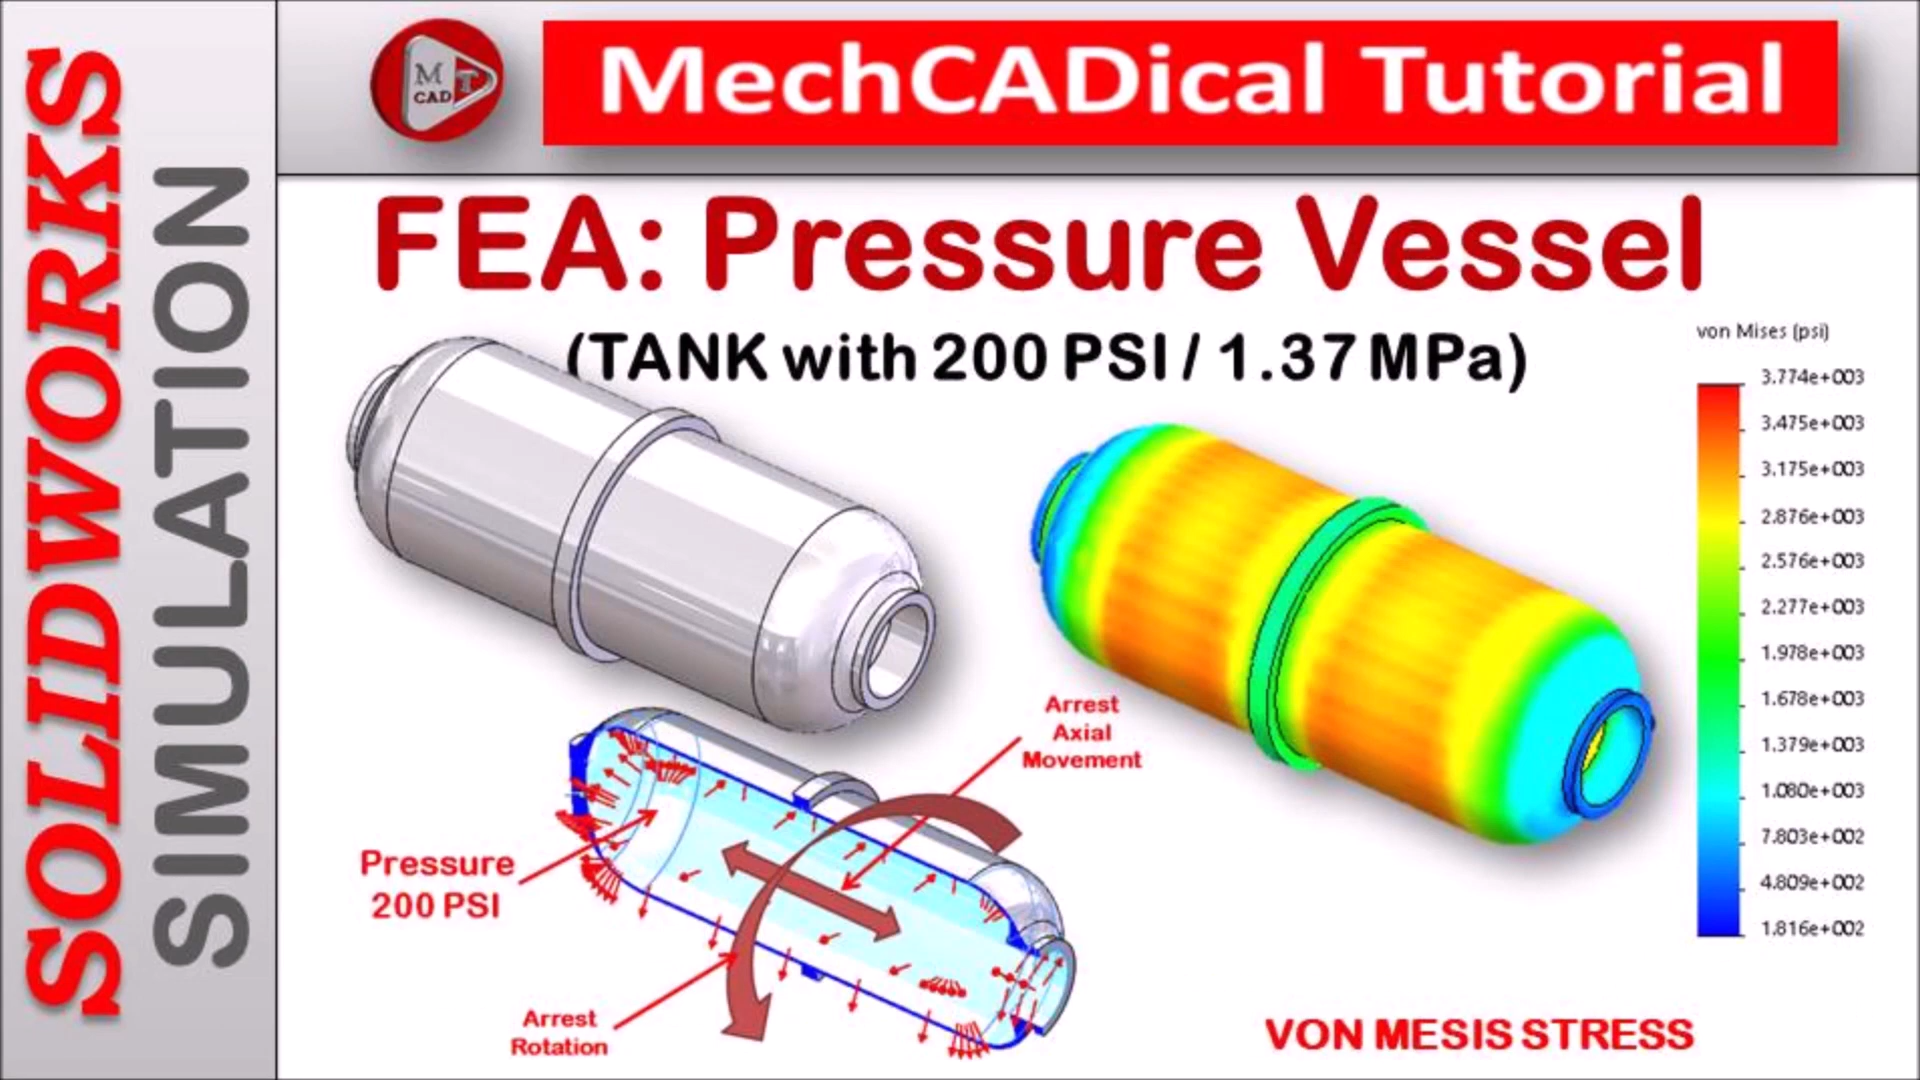 SOLIDWORKS
SIMULATION
M T
CAD
MechCADical Tutorial
FEA: Pressure Vessel
(TANK with 200 PSI / 1.37 MPa)
von Mises (psi)
3.774e+003
3.475e+003
3.175e+003
2.876e+003
2.576e+003
2.277e+003
1.978e+003
1.678e+003
1.379e+003
1.080e+003
7.803e+002
4.809e+002
1.816e+002
Arrest
Axial
Movement
Pressure
200 PSI
Arrest
Rotation
VON MESIS STRESS